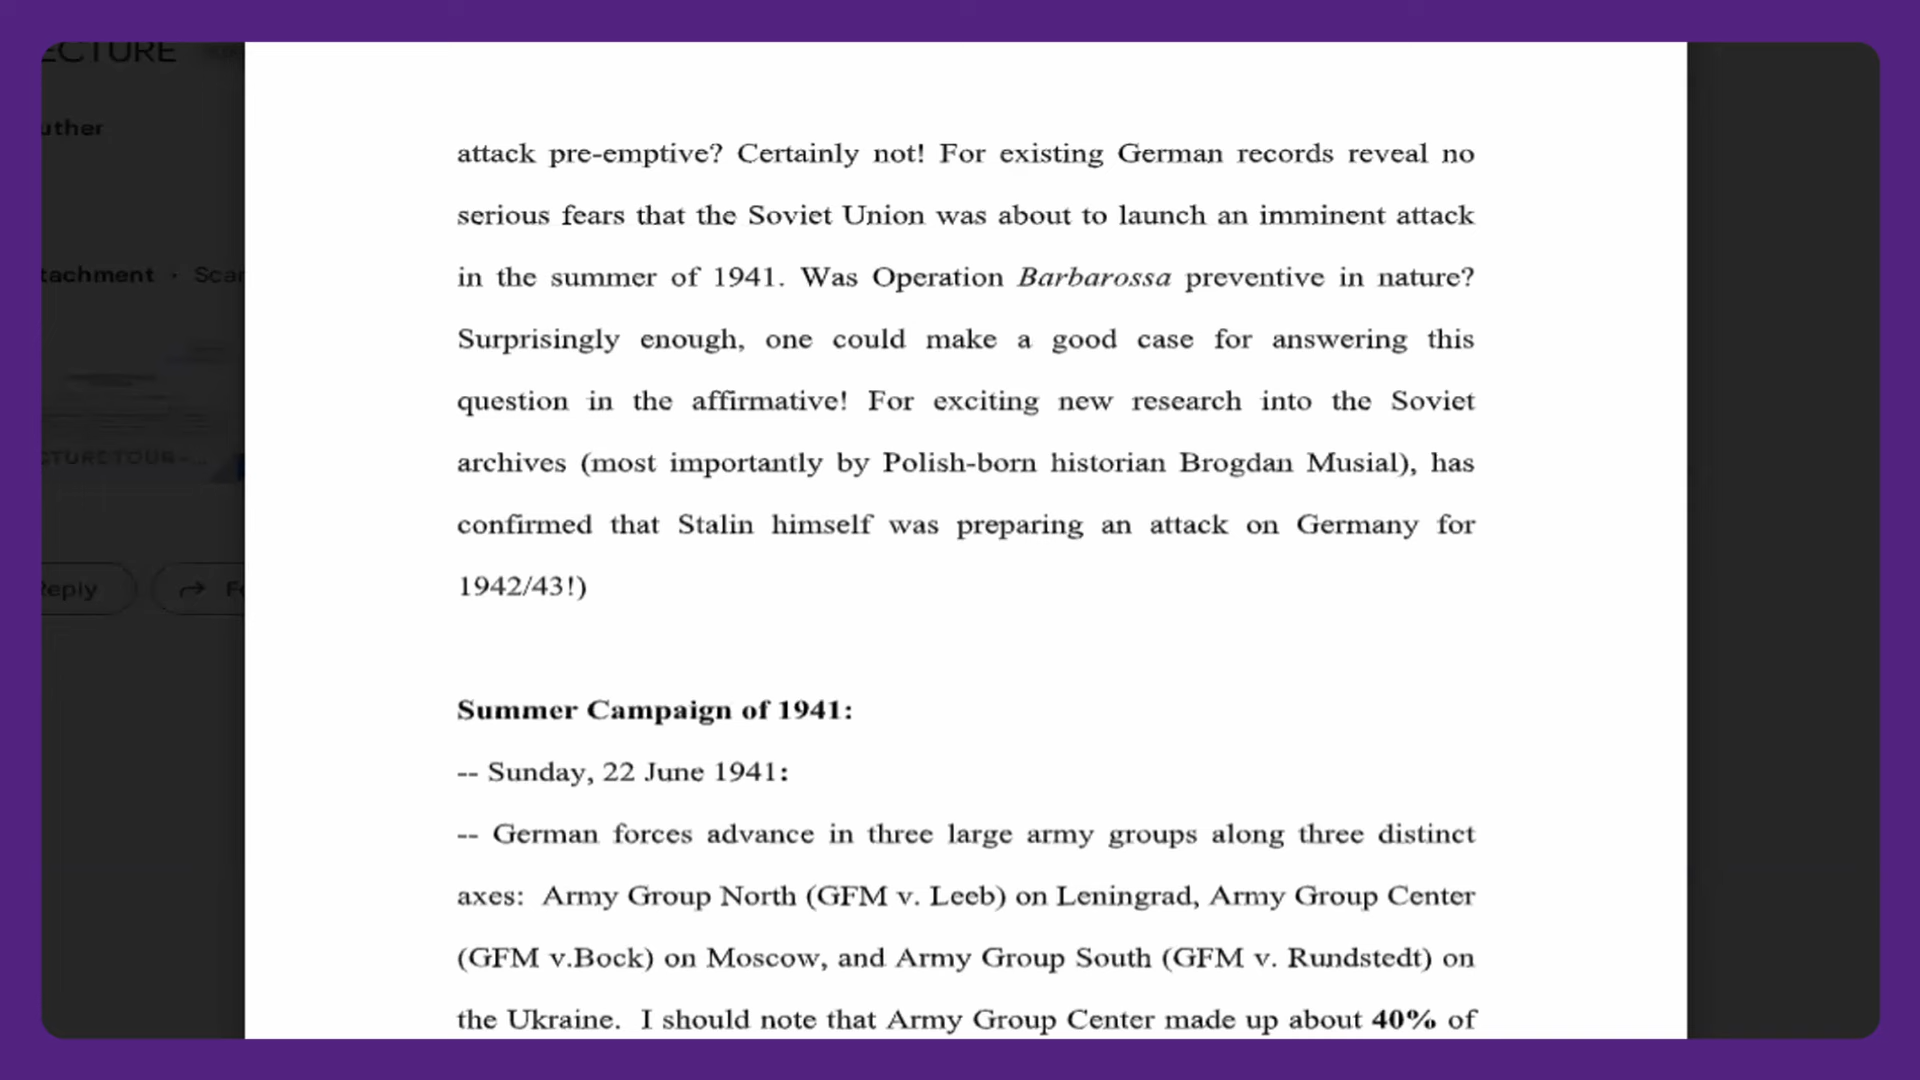 ECTURE
uther
tachment · Scan
CTURE TOUR - ...
Reply
attack pre-emptive? Certainly not! For existing German records reveal no
serious fears that the Soviet Union was about to launch an imminent attack
in the summer of 1941. Was Operation Barbarossa preventive in nature?
Surprisingly enough, one could make a good case for answering this
question in the affirmative! For exciting new research into the Soviet
archives (most importantly by Polish-born historian Brogdan Musial), has
confirmed that Stalin himself was preparing an attack on Germany for
1942/43!)
Summer Campaign of 1941:
-- Sunday, 22 June 1941:
-- German forces advance in three large army groups along three distinct
axes: Army Group North (GFM v. Leeb) on Leningrad, Army Group Center
(GFM v.Bock) on Moscow, and Army Group South (GFM v. Rundstedt) on
the Ukraine. I should note that Army Group Center made up about 40% of